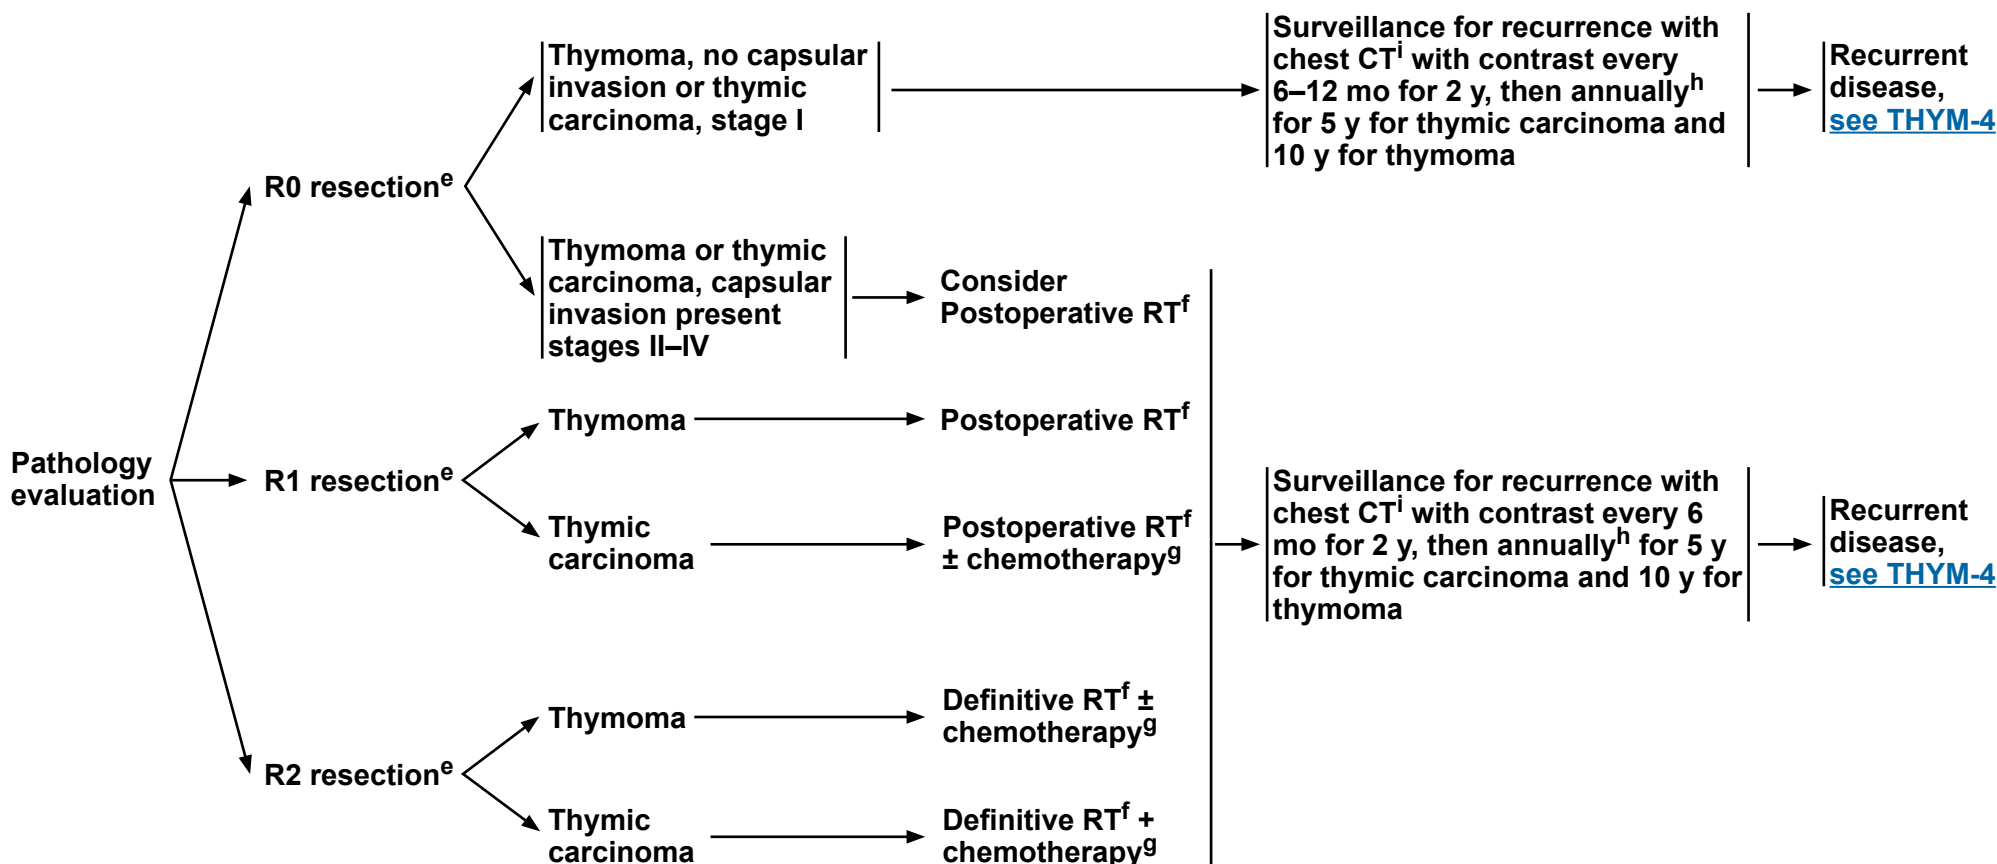 Pathology
evaluation
R0 resectionᵉ
Thymoma, no capsular
invasion or thymic
carcinoma, stage I
Surveillance for recurrence with
chest CTⁱ with contrast every
6–12 mo for 2 y, then annuallyʰ
for 5 y for thymic carcinoma and
10 y for thymoma
Recurrent
disease,
see THYM-4
Thymoma or thymic
carcinoma, capsular
invasion present
stages II–IV
Consider
Postoperative RTᶠ
R1 resectionᵉ
Thymoma
Postoperative RTᶠ
Thymic
carcinoma
Postoperative RTᶠ
± chemotherapyᵍ
R2 resectionᵉ
Thymoma
Definitive RTᶠ ±
chemotherapyᵍ
Thymic
carcinoma
Definitive RTᶠ +
chemotherapyᵍ
Surveillance for recurrence with
chest CTⁱ with contrast every 6
mo for 2 y, then annuallyʰ for 5 y
for thymic carcinoma and 10 y for
thymoma
Recurrent
disease,
see THYM-4